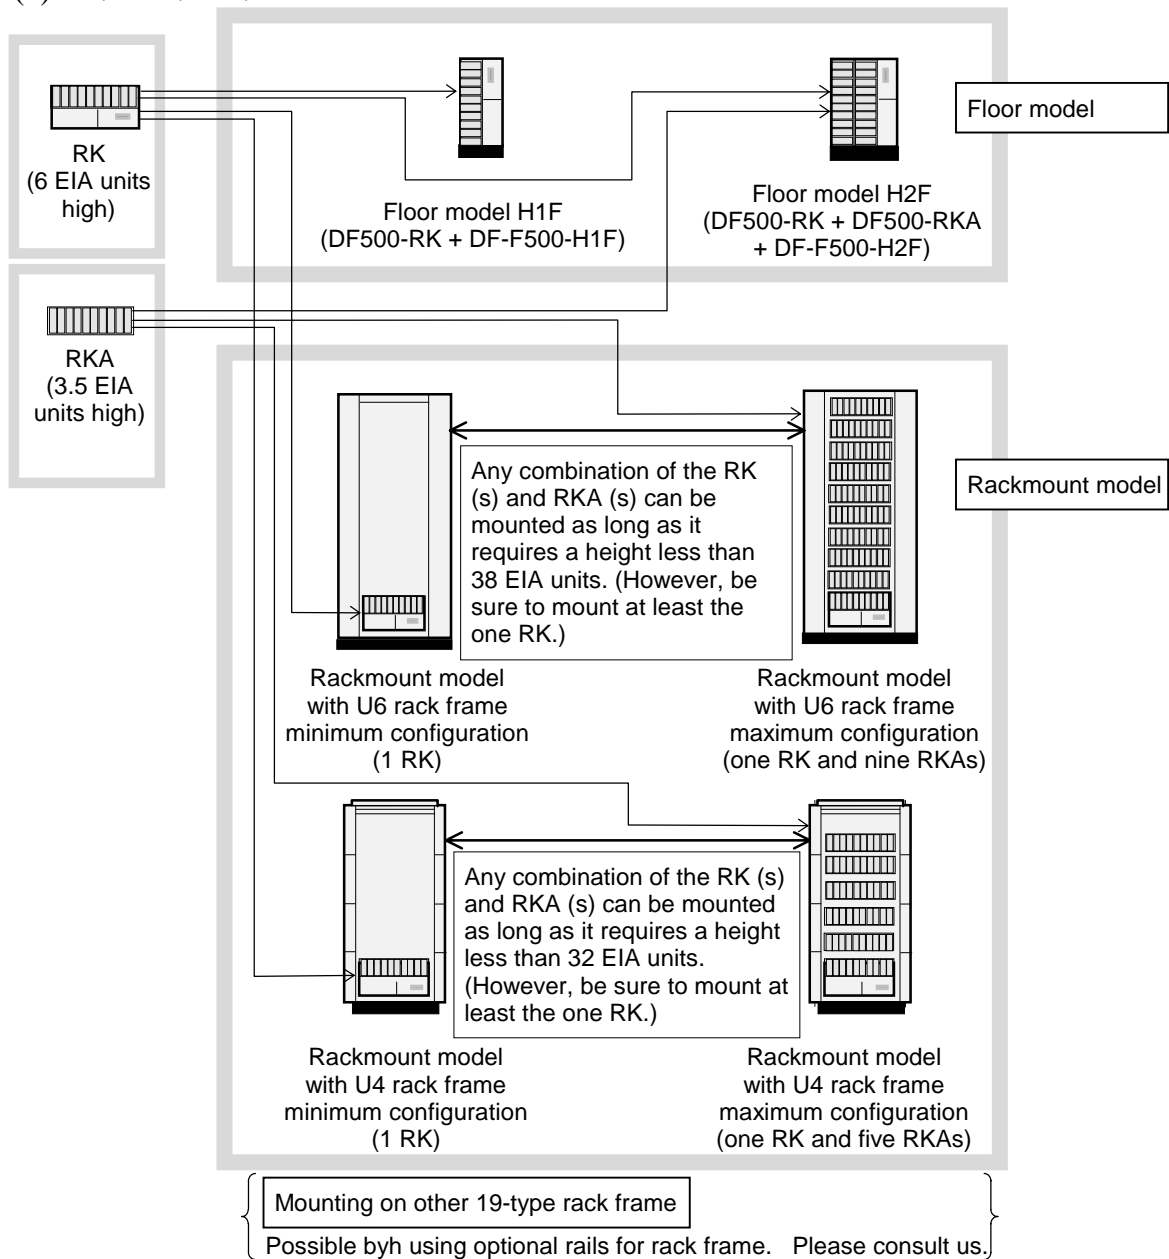 RK
(6 EIA units
high)
RKA
(3.5 EIA
units high)
Floor model H1F
(DF500-RK + DF-F500-H1F)
Floor model H2F
(DF500-RK + DF500-RKA
+ DF-F500-H2F)
Floor model
Rackmount model
Any combination of the RK
(s) and RKA (s) can be
mounted as long as it
requires a height less than
38 EIA units. (However, be
sure to mount at least the
one RK.)
Rackmount model
with U6 rack frame
minimum configuration
(1 RK)
Rackmount model
with U6 rack frame
maximum configuration
(one RK and nine RKAs)
Any combination of the RK (s)
and RKA (s) can be mounted
as long as it requires a height
less than 32 EIA units.
(However, be sure to mount at
least the one RK.)
Rackmount model
with U4 rack frame
minimum configuration
(1 RK)
Rackmount model
with U4 rack frame
maximum configuration
(one RK and five RKAs)
Mounting on other 19-type rack frame
Possible byh using optional rails for rack frame. Please consult us.